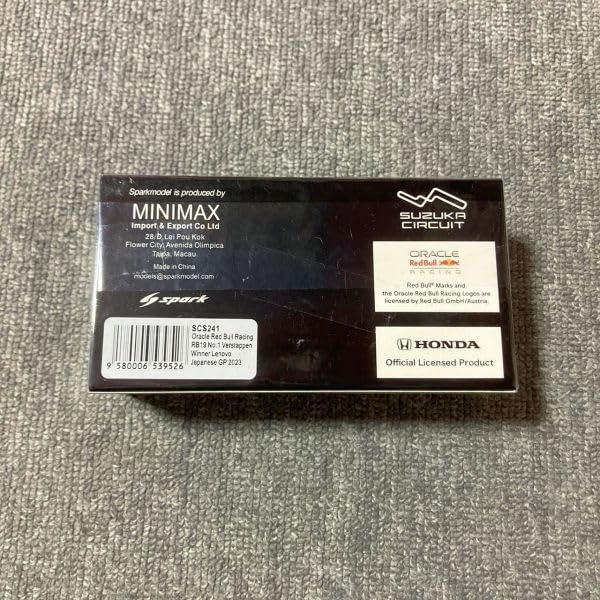 Sparkmodel is produced by
MINIMAX
Import & Export Co Ltd
28/D, Lei Pou Kok
Flower City, Avenida Olimpica
Taipa, Macau
Made in China
models@sparkmodel.com
spark
SCS241
Oracle Red Bull Racing
RB19 No.1 Verstappen
Winner Lenovo
Japanese GP 2023
9 580006 539526
SUZUKA
CIRCUIT
ORACLE
Red Bull
RACING
Red Bull® Marks and
the Oracle Red Bull Racing Logos are
licensed by Red Bull GmbH/Austria.
HONDA
Official Licensed Product